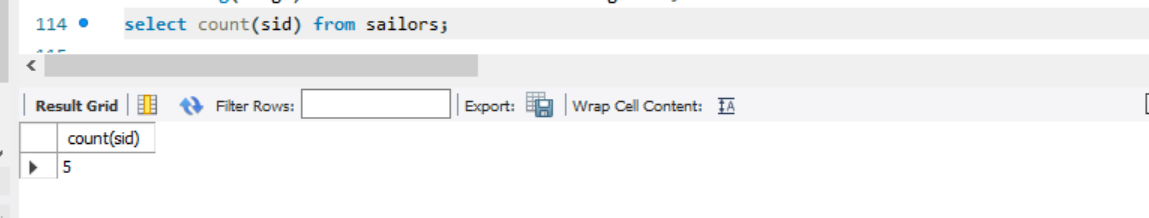 114 select count(sid) from sailors;
Result Grid Filter Rows: Export: Wrap Cell Content:
count(sid)
5